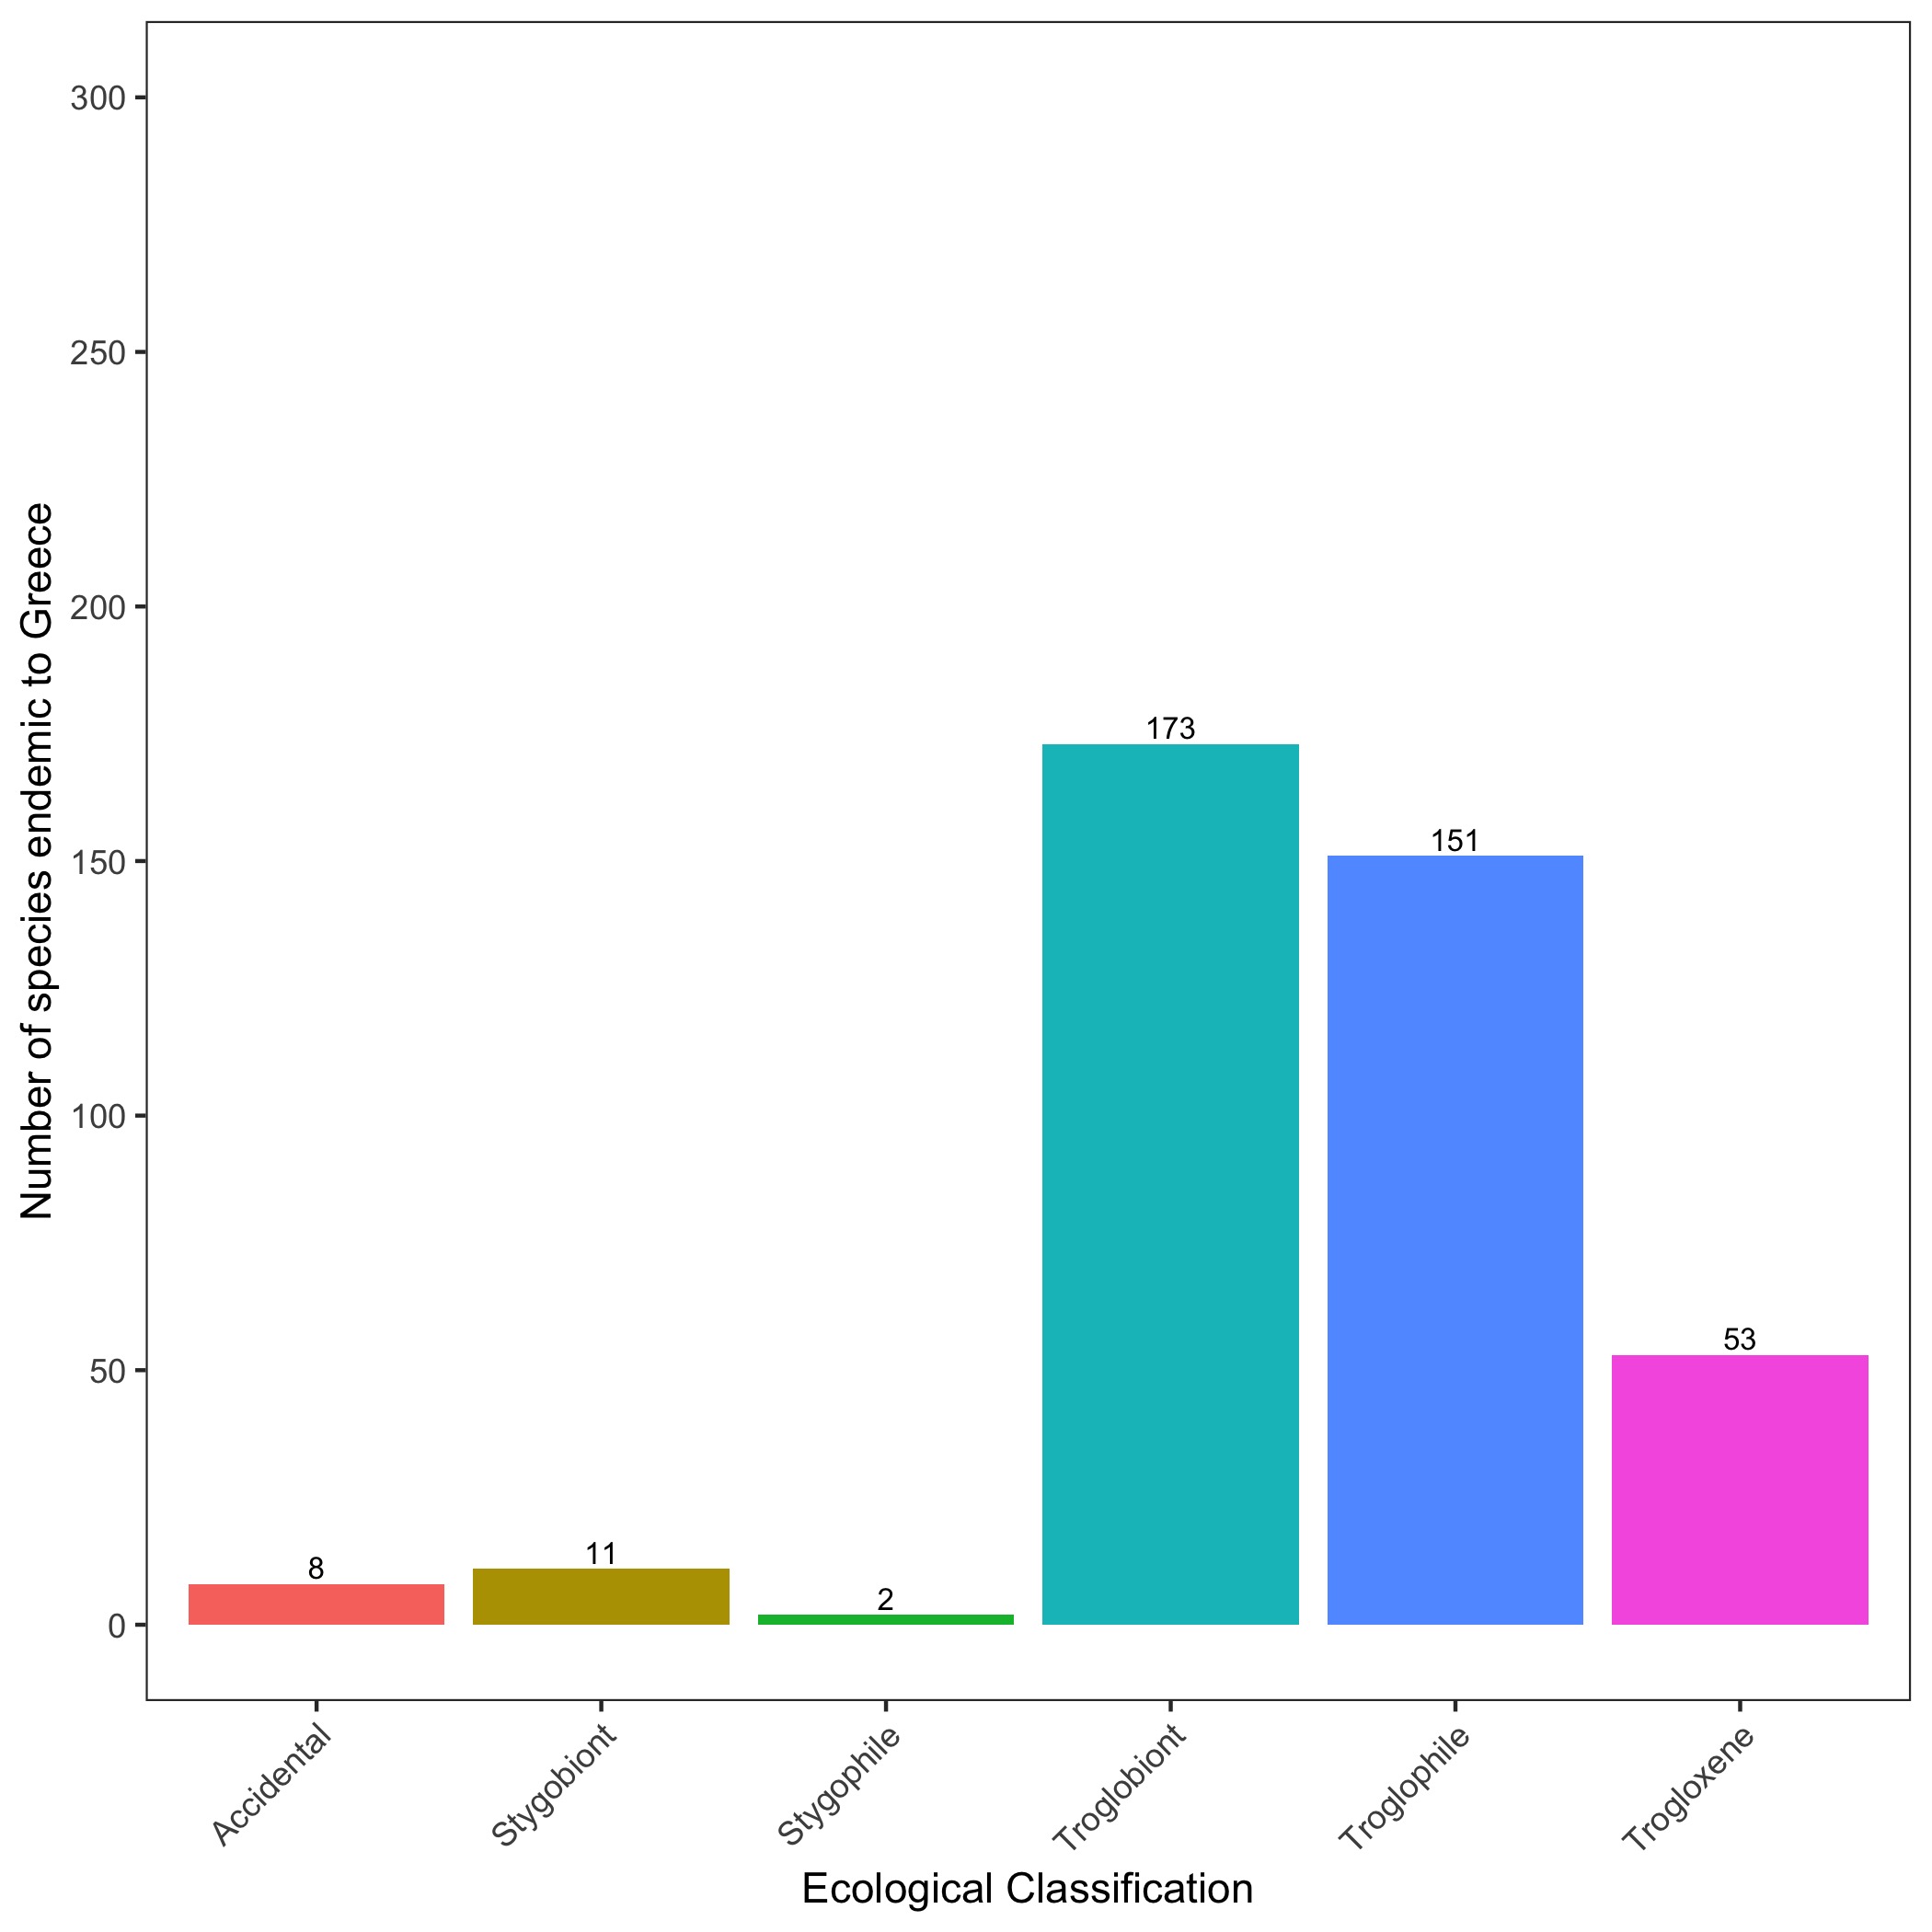 Number of species endemic to Greece
300
250
200
150
100
50
0
8
11
2
173
151
53
Accidental
Stygobiont
Stygophile
Troglobiont
Troglophile
Trogloxene
Ecological Classification